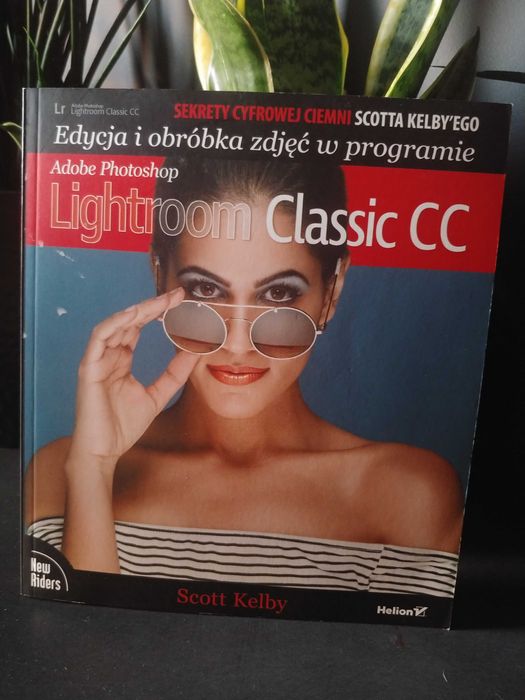 Lr
Adobe Photoshop
Lightroom Classic CC
SEKRETY CYFROWEJ CIEMNI SCOTTA KELBY'EGO
Edycja i obróbka zdjęć w programie
Adobe Photoshop
Lightroom Classic CC
New
Riders
Scott Kelby
Helion